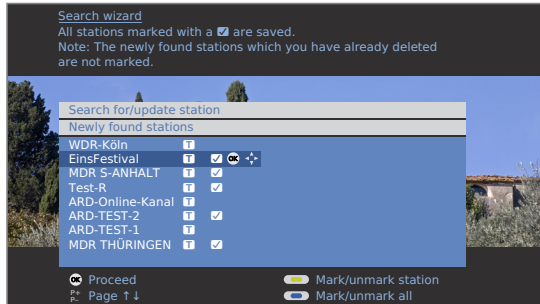 Search wizard
All stations marked with a ☑ are saved.
Note: The newly found stations which you have already deleted
are not marked.
Search for/update station
Newly found stations
WDR-Köln T
EinsFestival T ☑ OK
MDR S-ANHALT T ☑
Test-R T ☑
ARD-Online-Kanal T
ARD-TEST-2 T ☑
ARD-TEST-1 T
MDR THÜRINGEN T ☑
OK Proceed Mark/unmark station
P+ P- Page ↑↓ Mark/unmark all